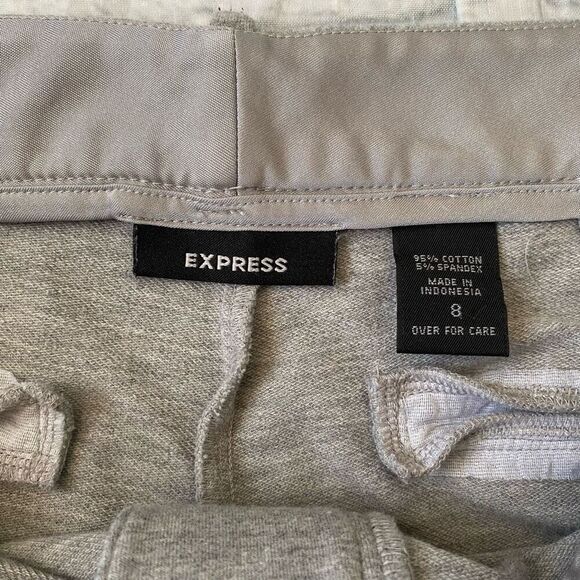 EXPRESS
95% COTTON
5% SPANDEX
MADE IN
INDONESIA
8
OVER FOR CARE